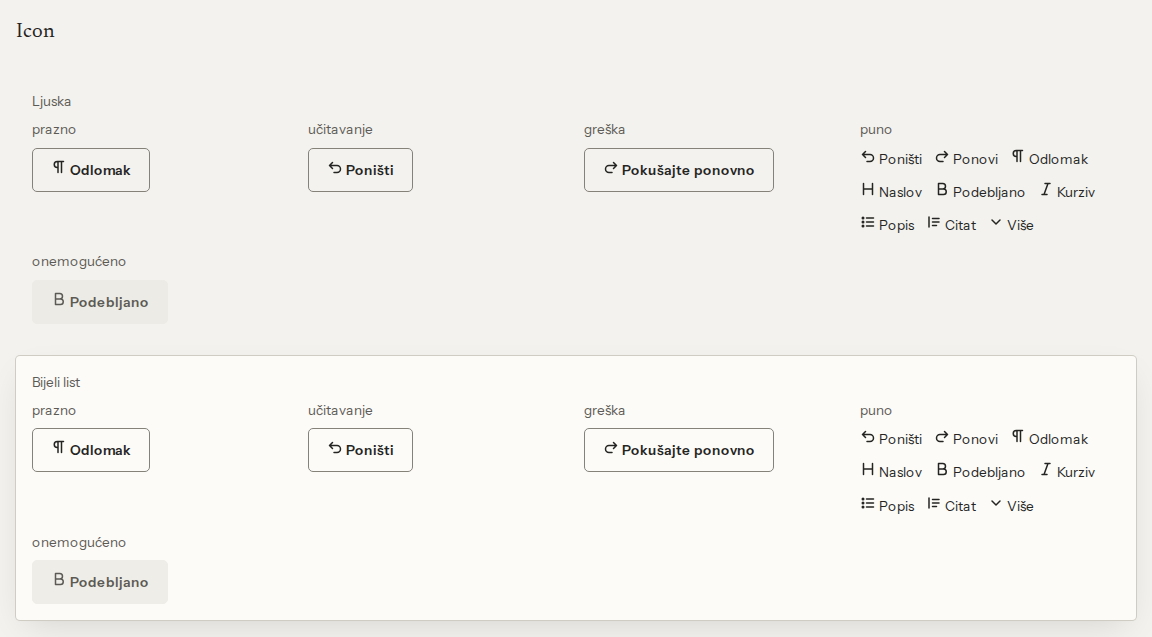 Icon
Ljuska
prazno
Odlomak
učitavanje
Poništi
greška
Pokušajte ponovno
puno
Poništi Ponovi Odlomak
Naslov Podebljano Kurziv
Popis Citat Više
onemogućeno
Podebljano
Bijeli list
prazno
Odlomak
učitavanje
Poništi
greška
Pokušajte ponovno
puno
Poništi Ponovi Odlomak
Naslov Podebljano Kurziv
Popis Citat Više
onemogućeno
Podebljano